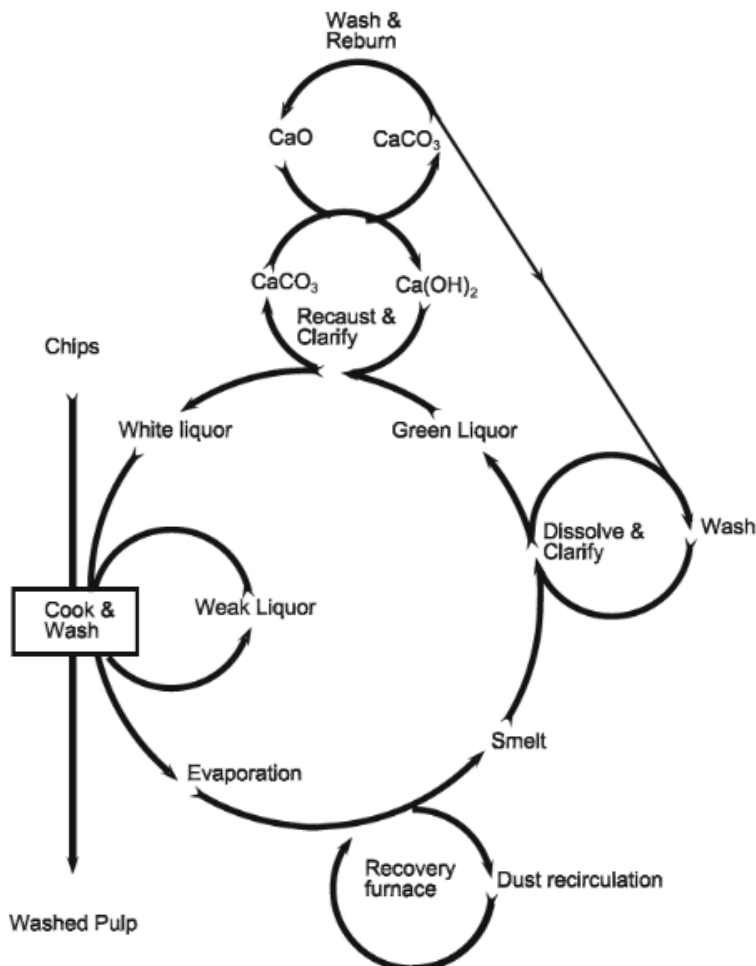 Wash &
Reburn
CaO
CaCO₃
CaCO₃
Ca(OH)₂
Recaust &
Clarify
Chips
White liquor
Green Liquor
Dissolve &
Clarify
Wash
Cook &
Wash
Weak Liquor
Smelt
Evaporation
Recovery
furnace
Dust recirculation
Washed Pulp